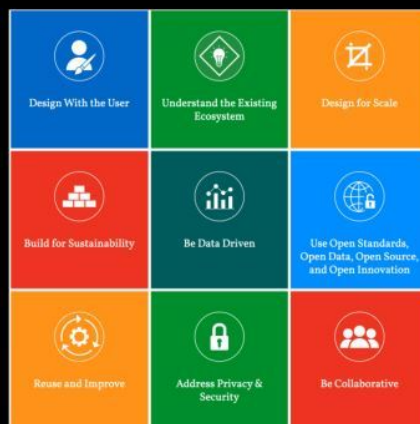 Design With the User
Understand the Existing
Ecosystem
Design for Scale
Build for Sustainability
Be Data Driven
Use Open Standards,
Open Data, Open Source,
and Open Innovation
Reuse and Improve
Address Privacy &
Security
Be Collaborative